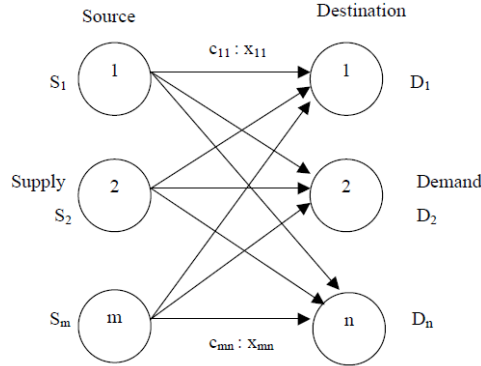 Source
Destination
c11 : x11
1
1
S1
D1
Supply
2
2
Demand
S2
D2
Sm
m
n
Dn
cmn : xmn